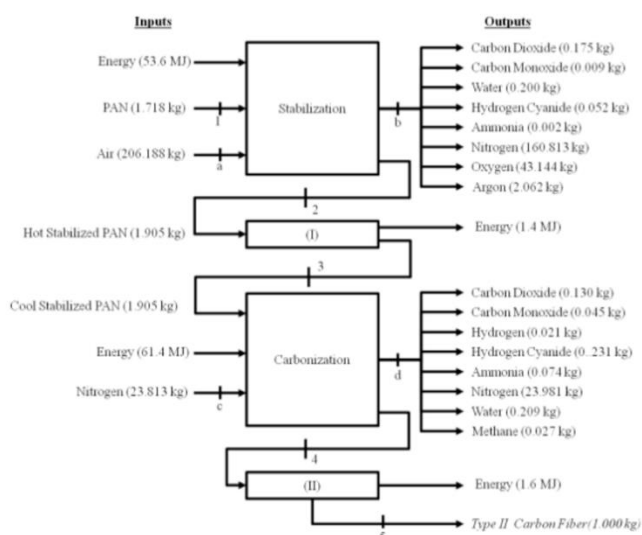 Inputs
Outputs
Energy (53.6 MJ)
PAN (1.718 kg)
1
Air (206.188 kg)
a
Stabilization
b
Carbon Dioxide (0.175 kg)
Carbon Monoxide (0.009 kg)
Water (0.200 kg)
Hydrogen Cyanide (0.052 kg)
Ammonia (0.002 kg)
Nitrogen (160.813 kg)
Oxygen (43.144 kg)
Argon (2.062 kg)
2
Hot Stabilized PAN (1.905 kg)
(I)
Energy (1.4 MJ)
3
Cool Stabilized PAN (1.905 kg)
Energy (61.4 MJ)
Nitrogen (23.813 kg)
c
Carbonization
d
Carbon Dioxide (0.130 kg)
Carbon Monoxide (0.045 kg)
Hydrogen (0.021 kg)
Hydrogen Cyanide (0..231 kg)
Ammonia (0.074 kg)
Nitrogen (23.981 kg)
Water (0.209 kg)
Methane (0.027 kg)
4
(II)
Energy (1.6 MJ)
Type II Carbon Fiber (1.000 kg)